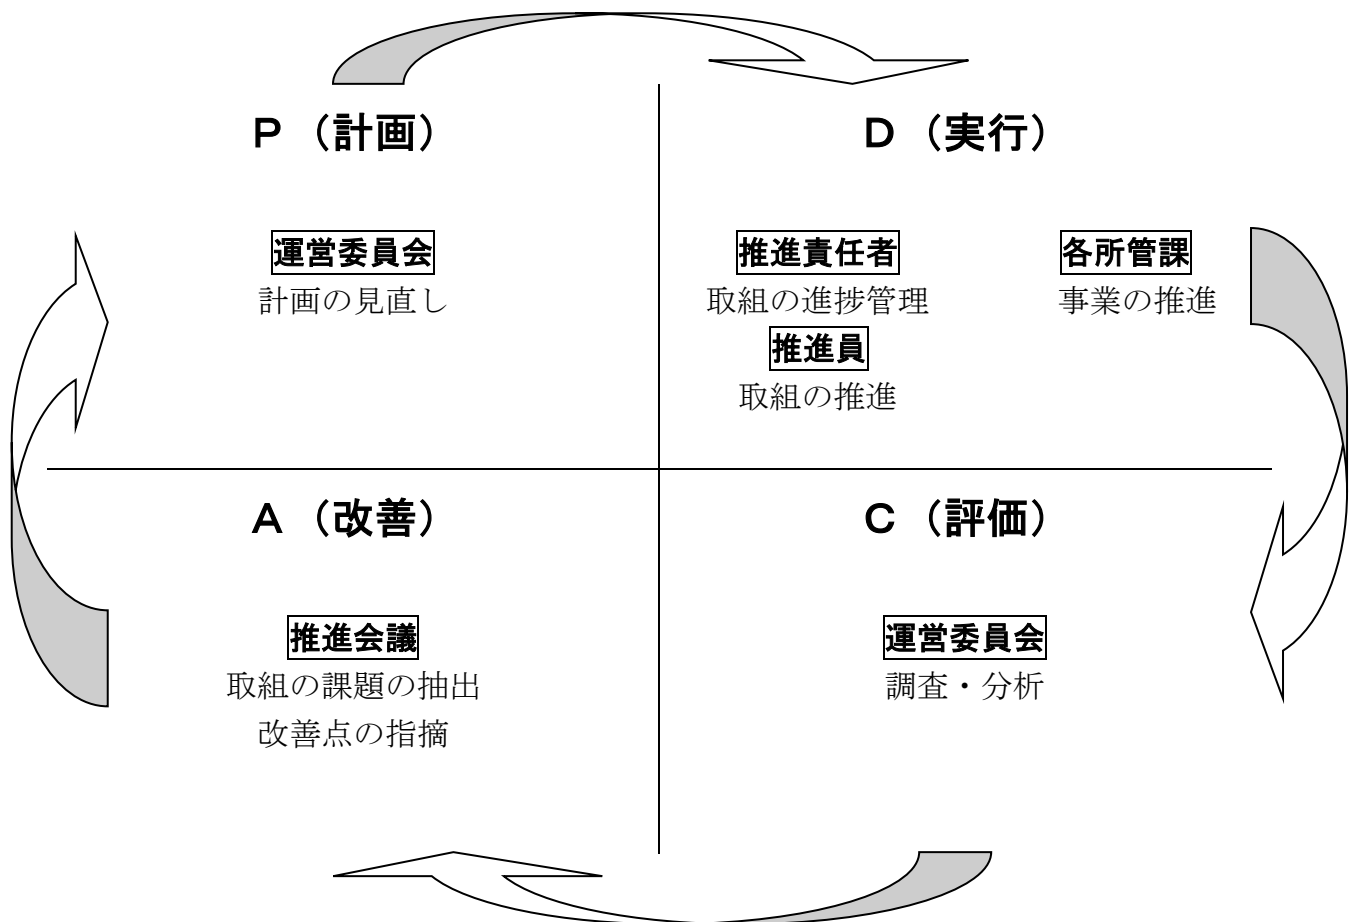 P（計画）
運営委員会
計画の見直し
D（実行）
推進責任者
取組の進捗管理
推進員
取組の推進
各所管課
事業の推進
A（改善）
推進会議
取組の課題の抽出
改善点の指摘
C（評価）
運営委員会
調査・分析